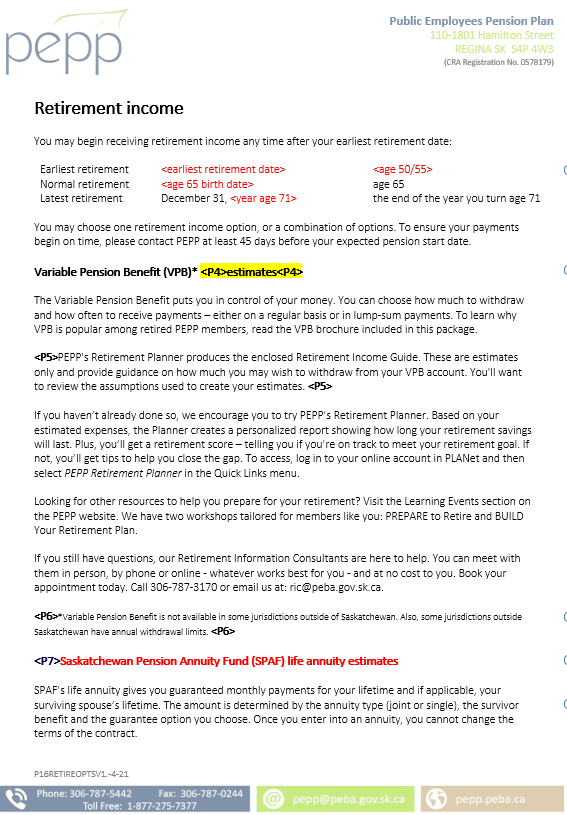 pepp
Public Employees Pension Plan
110-1801 Hamilton Street
REGINA SK S4P 4W3
(CRA Registration No. 0578179)
Retirement income
You may begin receiving retirement income any time after your earliest retirement date:
Earliest retirement <earliest retirement date> <age 50/55>
Normal retirement <age 65 birth date> age 65
Latest retirement December 31, <year age 71> the end of the year you turn age 71
You may choose one retirement income option, or a combination of options. To ensure your payments
begin on time, please contact PEPP at least 45 days before your expected pension start date.
Variable Pension Benefit (VPB)* <P4>estimates<P4>
The Variable Pension Benefit puts you in control of your money. You can choose how much to withdraw
and how often to receive payments – either on a regular basis or in lump-sum payments. To learn why
VPB is popular among retired PEPP members, read the VPB brochure included in this package.
<P5>PEPP's Retirement Planner produces the enclosed Retirement Income Guide. These are estimates
only and provide guidance on how much you may wish to withdraw from your VPB account. You'll want
to review the assumptions used to create your estimates. <P5>
If you haven't already done so, we encourage you to try PEPP's Retirement Planner. Based on your
estimated expenses, the Planner creates a personalized report showing how long your retirement savings
will last. Plus, you'll get a retirement score – telling you if you're on track to meet your retirement goal. If
not, you'll get tips to help you close the gap. To access, log in to your online account in PLANet and then
select PEPP Retirement Planner in the Quick Links menu.
Looking for other resources to help you prepare for your retirement? Visit the Learning Events section on
the PEPP website. We have two workshops tailored for members like you: PREPARE to Retire and BUILD
Your Retirement Plan.
If you still have questions, our Retirement Information Consultants are here to help. You can meet with
them in person, by phone or online - whatever works best for you - and at no cost to you. Book your
appointment today. Call 306-787-3170 or email us at: ric@peba.gov.sk.ca.
<P6>*Variable Pension Benefit is not available in some jurisdictions outside of Saskatchewan. Also, some jurisdictions outside
Saskatchewan have annual withdrawal limits. <P6>
<P7>Saskatchewan Pension Annuity Fund (SPAF) life annuity estimates
SPAF's life annuity gives you guaranteed monthly payments for your lifetime and if applicable, your
surviving spouse's lifetime. The amount is determined by the annuity type (joint or single), the survivor
benefit and the guarantee option you choose. Once you enter into an annuity, you cannot change the
terms of the contract.
P16RETIREOPTSV1.-4-21
Phone: 306-787-5442 Fax: 306-787-0244
Toll Free: 1-877-275-7377
@ pepp@peba.gov.sk.ca
pepp.peba.ca